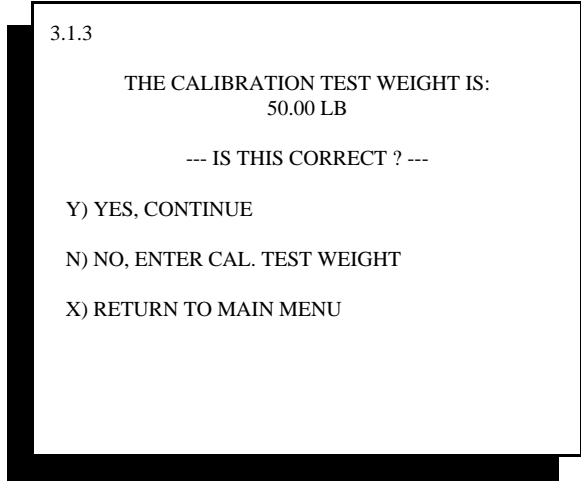 3.1.3
THE CALIBRATION TEST WEIGHT IS:
50.00 LB
--- IS THIS CORRECT ? ---
Y) YES, CONTINUE
N) NO, ENTER CAL. TEST WEIGHT
X) RETURN TO MAIN MENU